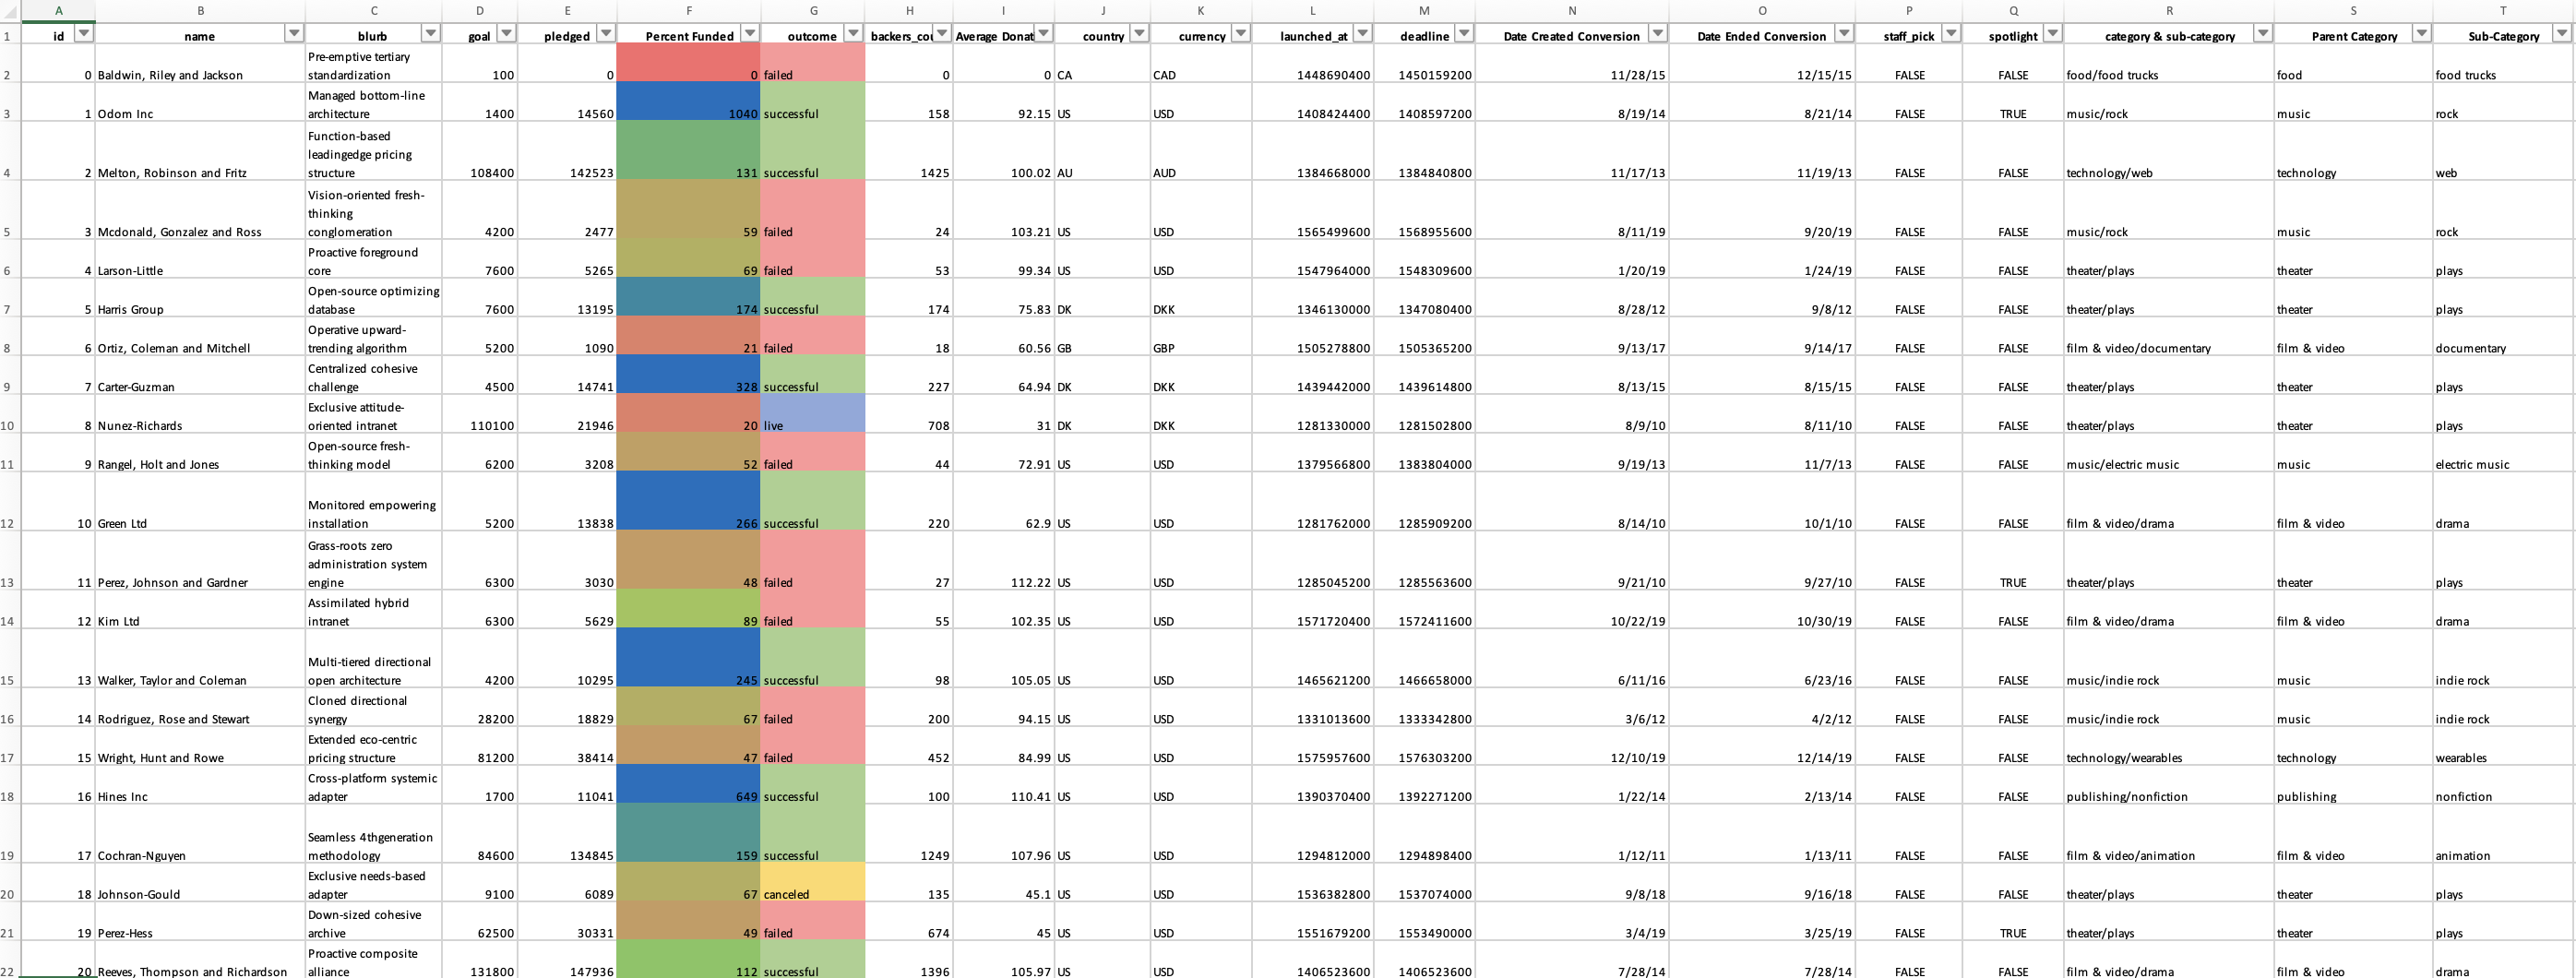 A B C D E F G H I J K L M N O P Q R S T
1 id name blurb goal pledged Percent Funded outcome backers_cou Average Donat country currency launched_at deadline Date Created Conversion Date Ended Conversion staff_pick spotlight category & sub-category Parent Category Sub-Category
Pre-emptive tertiary
2 0 Baldwin, Riley and Jackson standardization 100 0 0 failed 0 0 CA CAD 1448690400 1450159200 11/28/15 12/15/15 FALSE FALSE food/food trucks food food trucks
Managed bottom-line
3 1 Odom Inc architecture 1400 14560 1040 successful 158 92.15 US USD 1408424400 1408597200 8/19/14 8/21/14 FALSE TRUE music/rock music rock
Function-based
leadingedge pricing
4 2 Melton, Robinson and Fritz structure 108400 142523 131 successful 1425 100.02 AU AUD 1384668000 1384840800 11/17/13 11/19/13 FALSE FALSE technology/web technology web
Vision-oriented fresh-
thinking
5 3 Mcdonald, Gonzalez and Ross conglomeration 4200 2477 59 failed 24 103.21 US USD 1565499600 1568955600 8/11/19 9/20/19 FALSE FALSE music/rock music rock
Proactive foreground
6 4 Larson-Little core 7600 5265 69 failed 53 99.34 US USD 1547964000 1548309600 1/20/19 1/24/19 FALSE FALSE theater/plays theater plays
Open-source optimizing
7 5 Harris Group database 7600 13195 174 successful 174 75.83 DK DKK 1346130000 1347080400 8/28/12 9/8/12 FALSE FALSE theater/plays theater plays
Operative upward-
8 6 Ortiz, Coleman and Mitchell trending algorithm 5200 1090 21 failed 18 60.56 GB GBP 1505278800 1505365200 9/13/17 9/14/17 FALSE FALSE film & video/documentary film & video documentary
Centralized cohesive
9 7 Carter-Guzman challenge 4500 14741 328 successful 227 64.94 DK DKK 1439442000 1439614800 8/13/15 8/15/15 FALSE FALSE theater/plays theater plays
Exclusive attitude-
10 8 Nunez-Richards oriented intranet 110100 21946 20 live 708 31 DK DKK 1281330000 1281502800 8/9/10 8/11/10 FALSE FALSE theater/plays theater plays
Open-source fresh-
11 9 Rangel, Holt and Jones thinking model 6200 3208 52 failed 44 72.91 US USD 1379566800 1383804000 9/19/13 11/7/13 FALSE FALSE music/electric music music electric music
Monitored empowering
12 10 Green Ltd installation 5200 13838 266 successful 220 62.9 US USD 1281762000 1285909200 8/14/10 10/1/10 FALSE FALSE film & video/drama film & video drama
Grass-roots zero
administration system
13 11 Perez, Johnson and Gardner engine 6300 3030 48 failed 27 112.22 US USD 1285045200 1285563600 9/21/10 9/27/10 FALSE TRUE theater/plays theater plays
Assimilated hybrid
14 12 Kim Ltd intranet 6300 5629 89 failed 55 102.35 US USD 1571720400 1572411600 10/22/19 10/30/19 FALSE FALSE film & video/drama film & video drama
Multi-tiered directional
15 13 Walker, Taylor and Coleman open architecture 4200 10295 245 successful 98 105.05 US USD 1465621200 1466658000 6/11/16 6/23/16 FALSE FALSE music/indie rock music indie rock
Cloned directional
16 14 Rodriguez, Rose and Stewart synergy 28200 18829 67 failed 200 94.15 US USD 1331013600 1333342800 3/6/12 4/2/12 FALSE FALSE music/indie rock music indie rock
Extended eco-centric
17 15 Wright, Hunt and Rowe pricing structure 81200 38414 47 failed 452 84.99 US USD 1575957600 1576303200 12/10/19 12/14/19 FALSE FALSE technology/wearables technology wearables
Cross-platform systemic
18 16 Hines Inc adapter 1700 11041 649 successful 100 110.41 US USD 1390370400 1392271200 1/22/14 2/13/14 FALSE FALSE publishing/nonfiction publishing nonfiction
Seamless 4thgeneration
19 17 Cochran-Nguyen methodology 84600 134845 159 successful 1249 107.96 US USD 1294812000 1294898400 1/12/11 1/13/11 FALSE FALSE film & video/animation film & video animation
Exclusive needs-based
20 18 Johnson-Gould adapter 9100 6089 67 canceled 135 45.1 US USD 1536382800 1537074000 9/8/18 9/16/18 FALSE FALSE theater/plays theater plays
Down-sized cohesive
21 19 Perez-Hess archive 62500 30331 49 failed 674 45 US USD 1551679200 1553490000 3/4/19 3/25/19 FALSE TRUE theater/plays theater plays
Proactive composite
22 20 Reeves, Thompson and Richardson alliance 131800 147936 112 successful 1396 105.97 US USD 1406523600 1406523600 7/28/14 7/28/14 FALSE FALSE film & video/drama film & video drama